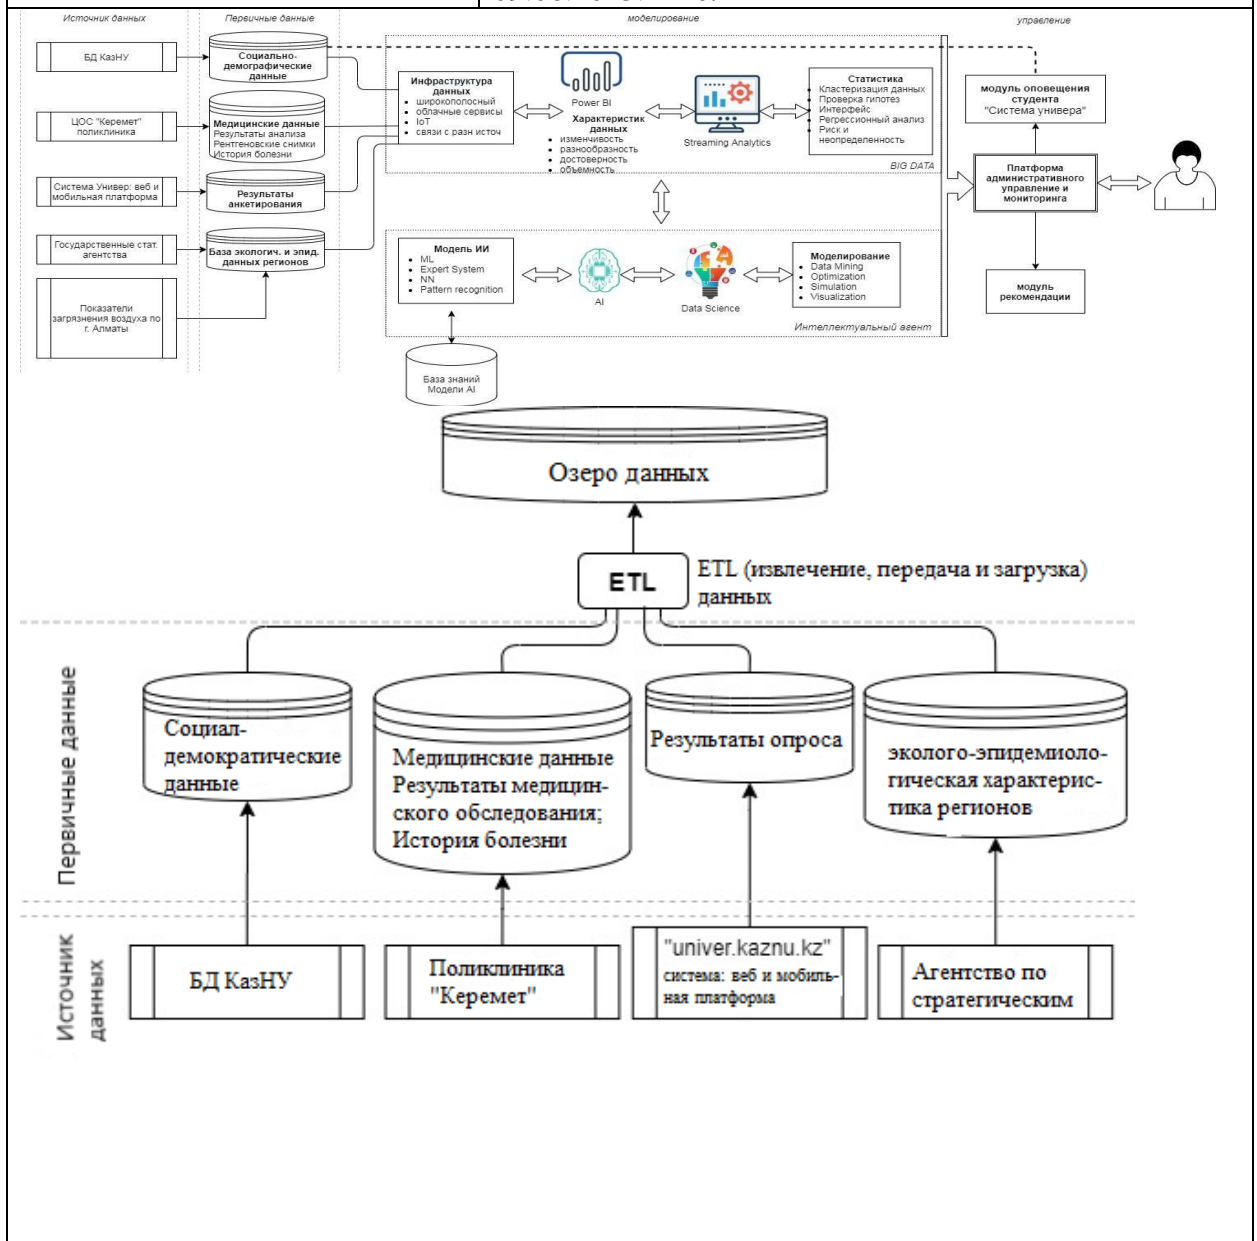 Источник данных
Первичные данные
моделирование
управление
БД КазНУ
Социально-
демографические
данные
ЦОС "Керемет"
поликлиника
Медицинские данные
Результаты анализа
Рентгеновские снимки
История болезни
Система Универ: веб и
мобильная платформа
Результаты
анкетирования
Государственные стат.
агентства
База экологич. и эпид.
данных регионов
Показатели
загрязнения воздуха по
г. Алматы
Инфраструктура
данных
• широкополосный
• облачные сервисы
• IoT
• связи с разн источ
Power BI
Характеристик
данных
• изменчивость
• разнообразность
• достоверность
• объемность
Streaming Analytics
Статистика
• Кластеризация данных
• Проверка гипотез
• Интерфейс
• Регрессионный анализ
• Риск и
неопределенность
BIG DATA
Модель ИИ
• ML
• Expert System
• NN
• Pattern recognition
AI
Data Science
Моделирование
• Data Mining
• Optimization
• Simulation
• Visualization
Интеллектуальный агент
База знаний
Модели AI
модуль оповещения
студента
"Система универа"
Платформа
административного
управление и
мониторинга
модуль
рекомендации
Озеро данных
ETL
ETL (извлечение, передача и загрузка)
данных
Первичные данные
Социал-
демократические
данные
Медицинские данные
Результаты медицин-
ского обследования;
История болезни
Результаты опроса
эколого-эпидемиоло-
гическая характерис-
тика регионов
Источник
данных
БД КазНУ
Поликлиника
"Керемет"
"univer.kaznu.kz"
система: веб и мобиль-
ная платформа
Агентство по
стратегическим